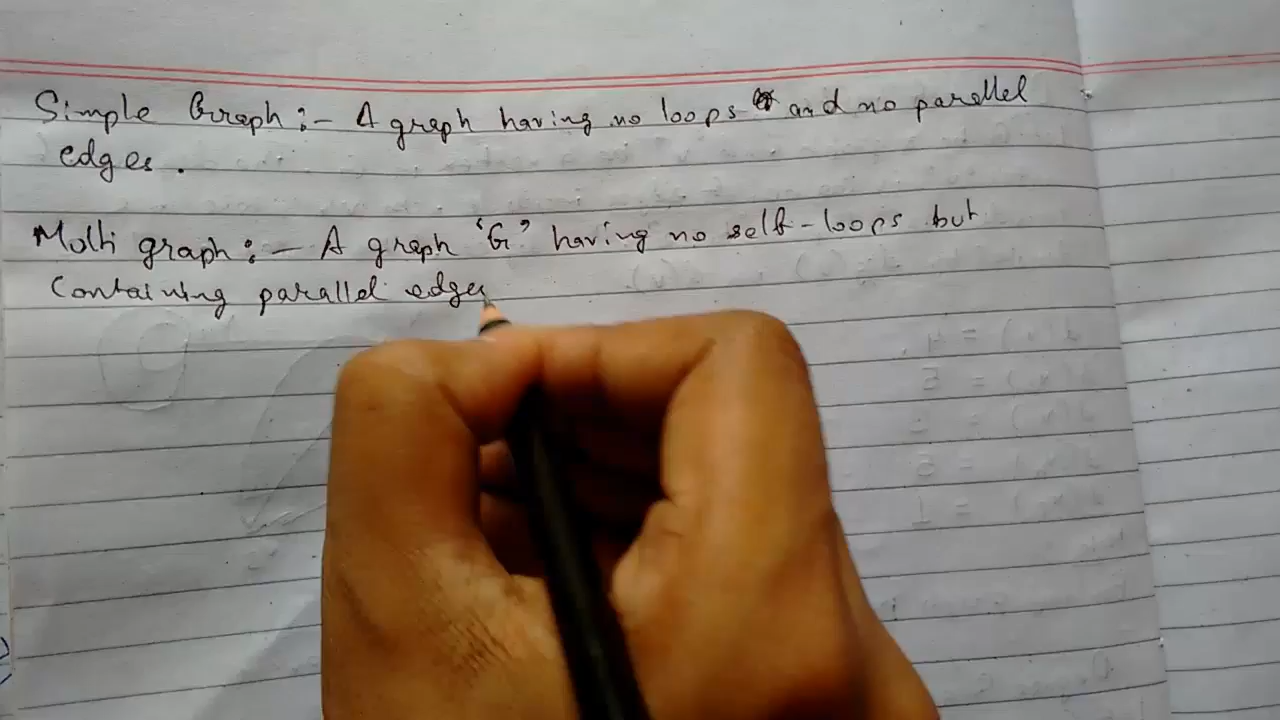 Simple Graph :- A graph having no loops and no parallel
edges .
Multi graph :- A graph 'G' having no self-loops but
Containing parallel edges